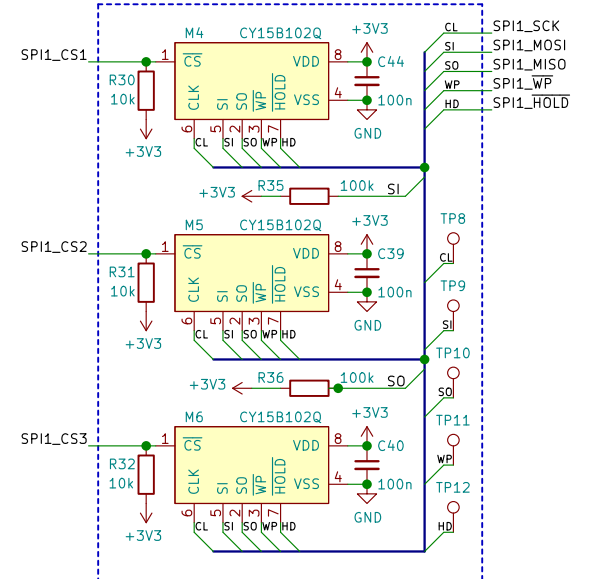 CL SPI1_SCK
SI SPI1_MOSI
SO SPI1_MISO
WP SPI1_WP
HD SPI1_HOLD
M4 CY15B102Q
+3V3
SPI1_CS1
1 CS VDD 8
C44
R30
10k
CLK SI SO WP HOLD
VSS 4
100n
GND
6 5 2 3 7
CL SI SO WP HD
+3V3
+3V3 R35 100k SI
M5 CY15B102Q
+3V3
SPI1_CS2
1 CS VDD 8
C39
R31
10k
CLK SI SO WP HOLD
VSS 4
100n
GND
6 5 2 3 7
CL SI SO WP HD
+3V3
TP8
CL
TP9
SI
+3V3 R36 100k SO
TP10
SO
M6 CY15B102Q
+3V3
SPI1_CS3
1 CS VDD 8
C40
R32
10k
CLK SI SO WP HOLD
VSS 4
100n
GND
6 5 2 3 7
CL SI SO WP HD
+3V3
TP11
WP
TP12
HD